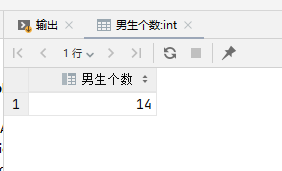 输出
男生个数:int
1 行
男生个数
1 14